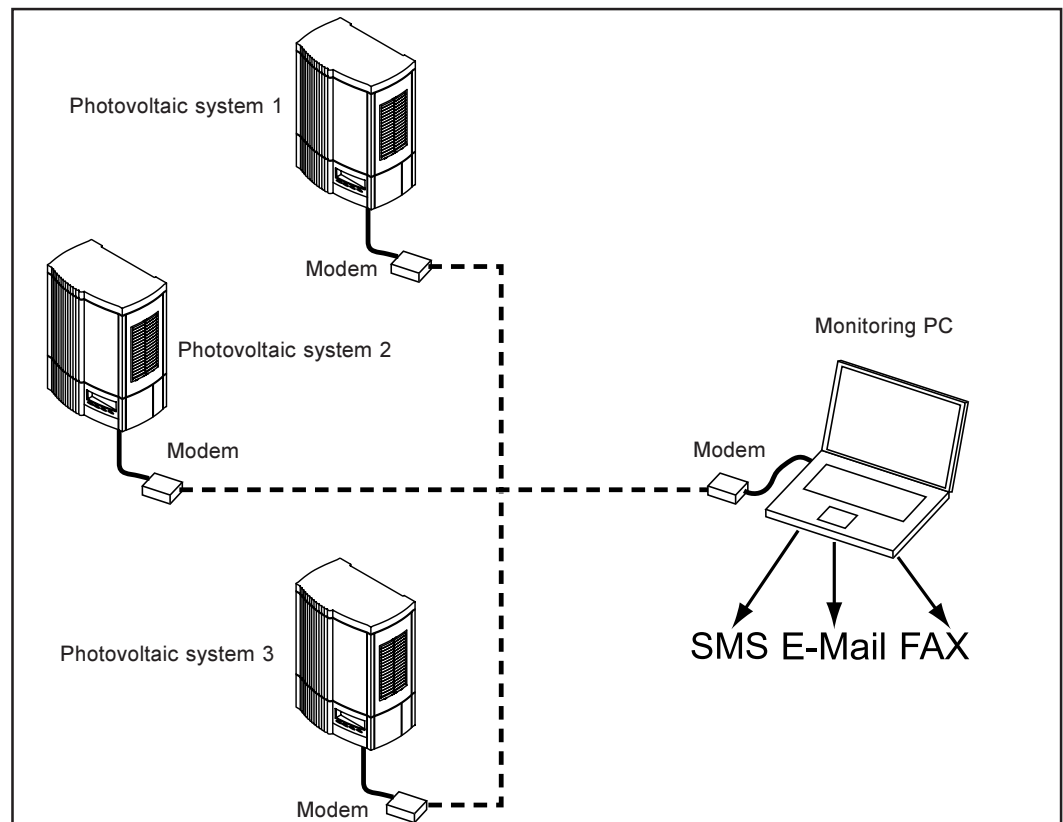 Photovoltaic system 1
Modem
Photovoltaic system 2
Monitoring PC
Modem
Modem
SMS E-Mail FAX
Photovoltaic system 3
Modem